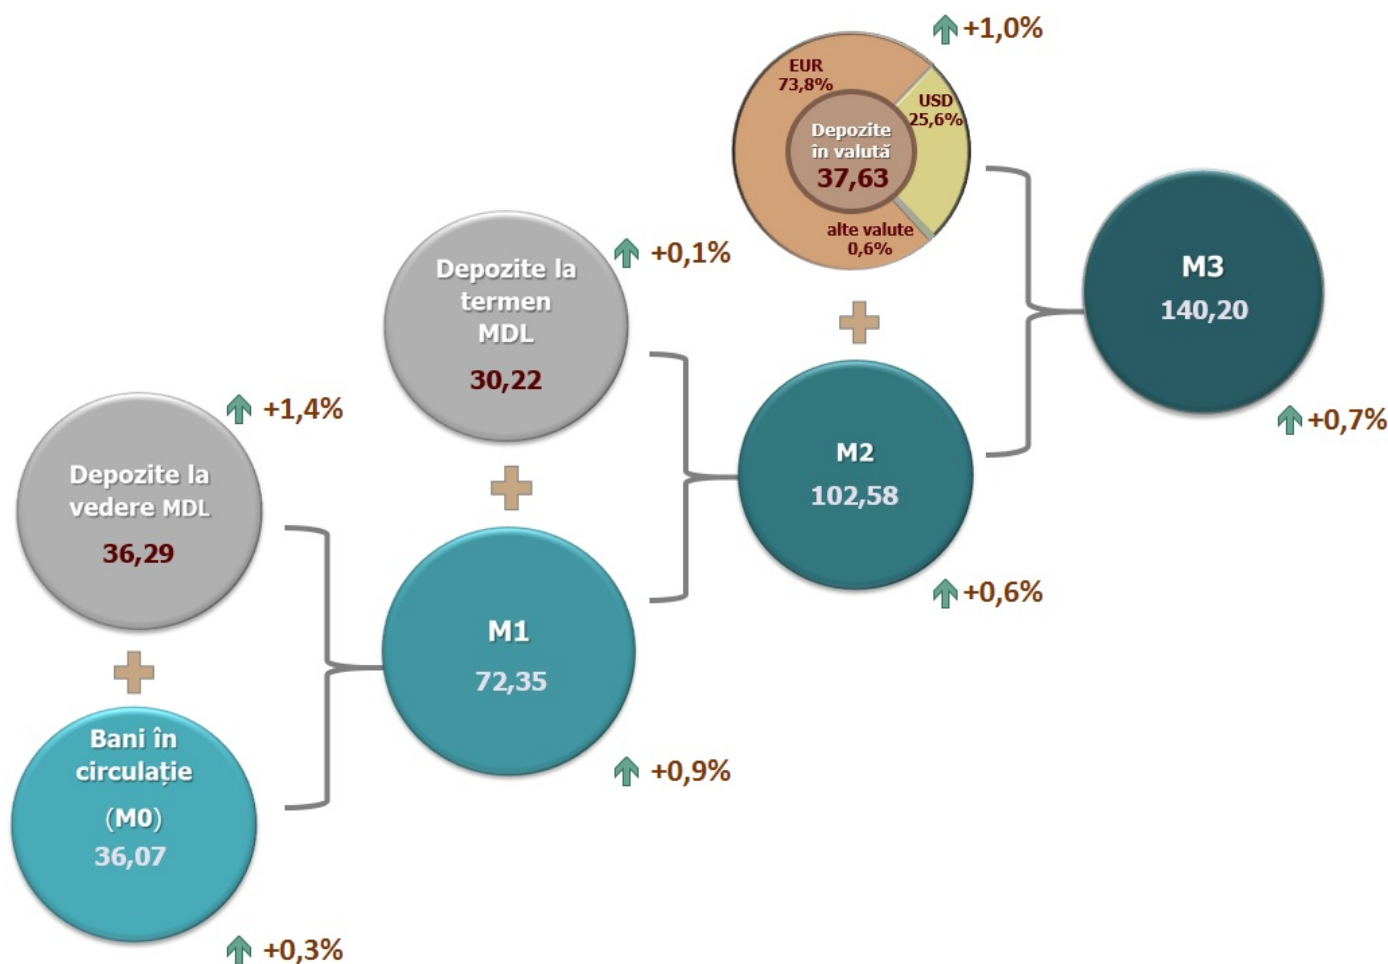 +1,0%
EUR
73,8%
USD
25,6%
Depozite
în valută
37,63
alte valute
0,6%
M3
140,20
+0,7%
Depozite la
termen
MDL
30,22
+0,1%
M2
102,58
+0,6%
Depozite la
vedere MDL
36,29
+1,4%
M1
72,35
+0,9%
Bani în
circulație
(M0)
36,07
+0,3%